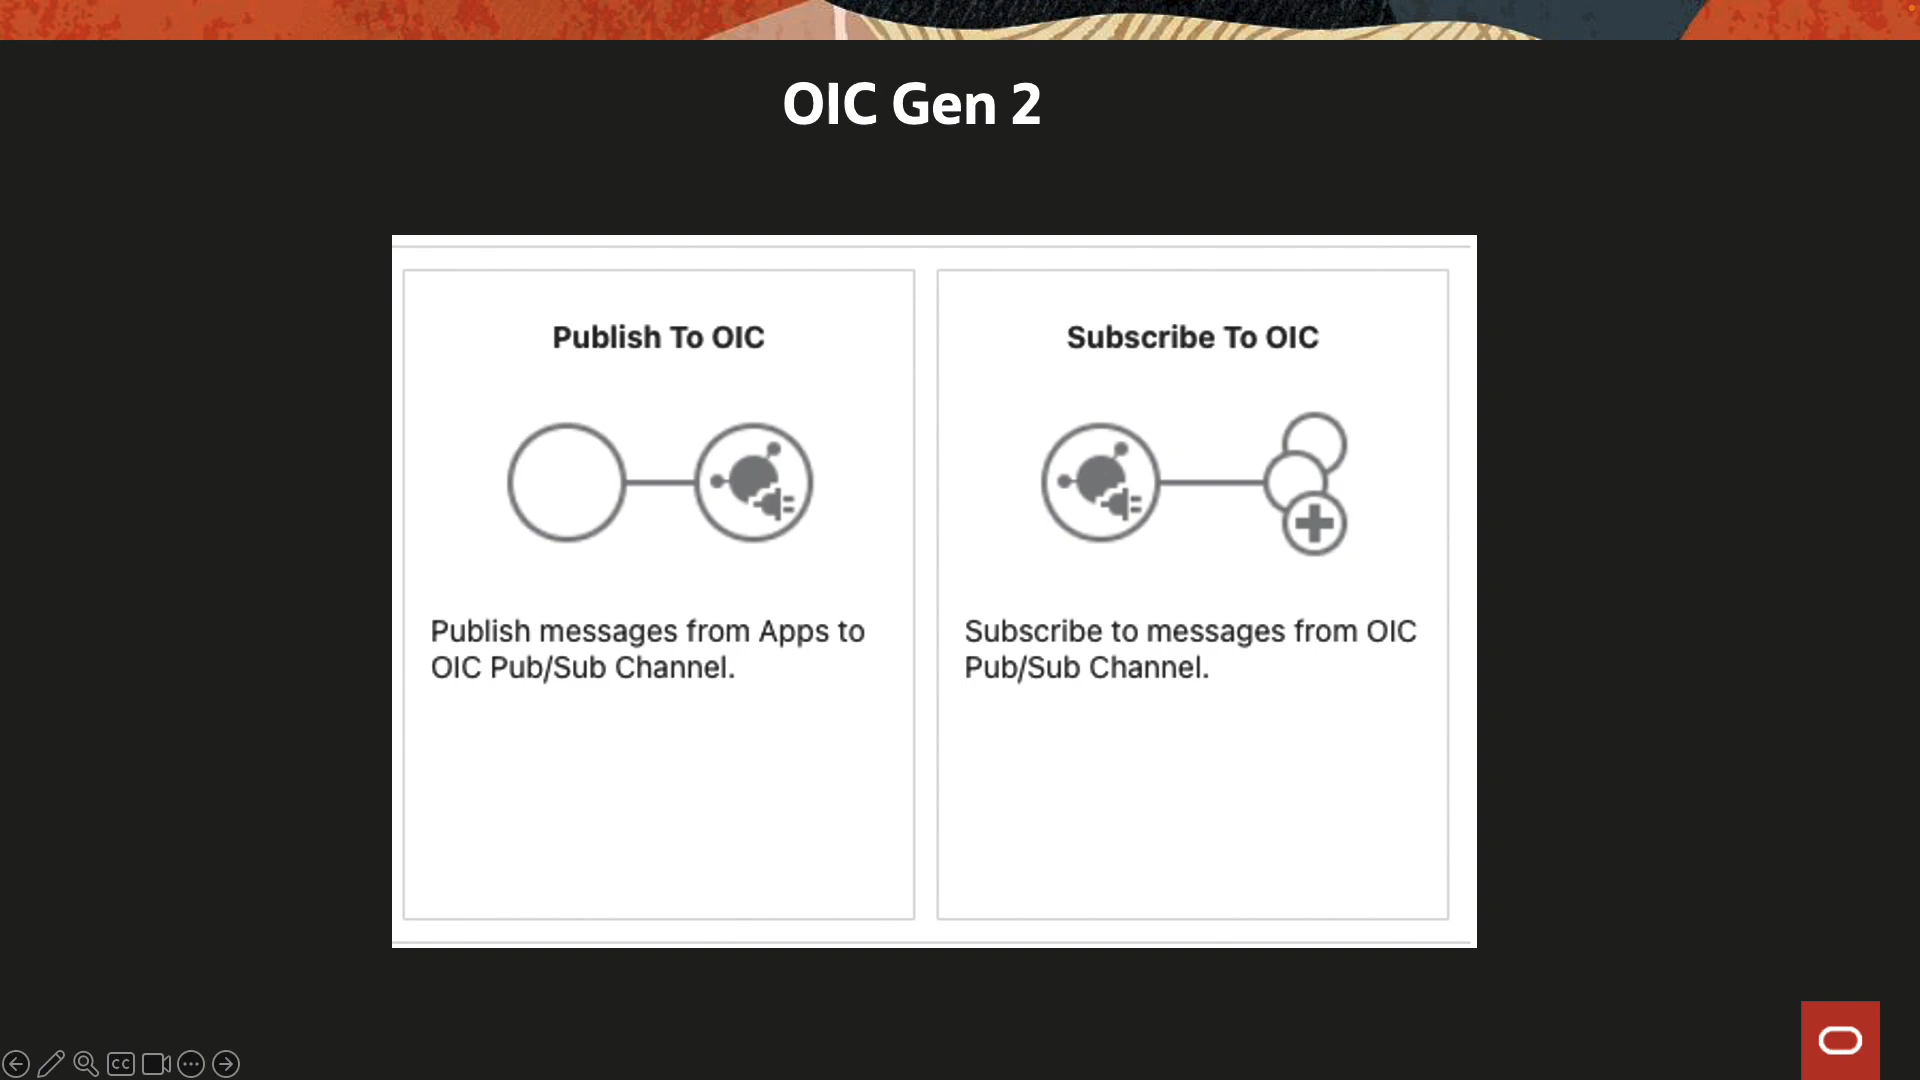 OIC Gen 2
Publish To OIC
Publish messages from Apps to
OIC Pub/Sub Channel.
Subscribe To OIC
Subscribe to messages from OIC
Pub/Sub Channel.
CC